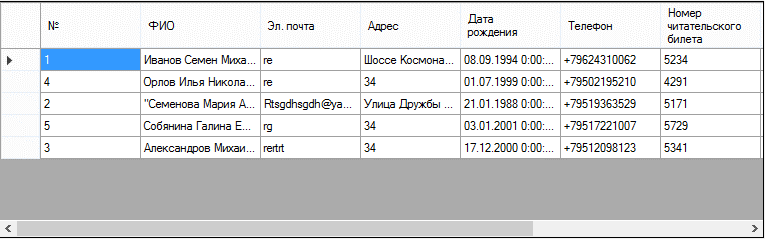 № ФИО Эл. почта Адрес Дата рождения Телефон Номер читательского билета
1 Иванов Семен Миха... re Шоссе Космона... 08.09.1994 0:00:... +79624310062 5234
4 Орлов Илья Никола... re 34 01.07.1999 0:00:... +79502195210 4291
2 "Семенова Мария А... Rtsgdhsgdh@ya... Улица Дружбы ... 21.01.1988 0:00:... +79519363529 5171
5 Собянина Галина Е... rg 34 03.01.2001 0:00:... +79517221007 5729
3 Александров Михаи... rertrt 34 17.12.2000 0:00:... +79512098123 5341